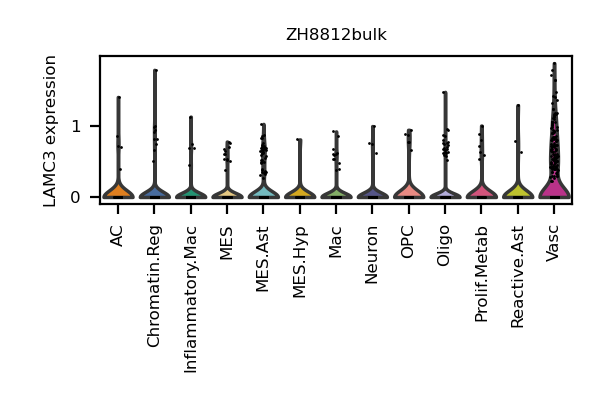 ZH8812bulk
LAMC3 expression
1
0
AC
Chromatin.Reg
Inflammatory.Mac
MES
MES.Ast
MES.Hyp
Mac
Neuron
OPC
Oligo
Prolif.Metab
Reactive.Ast
Vasc